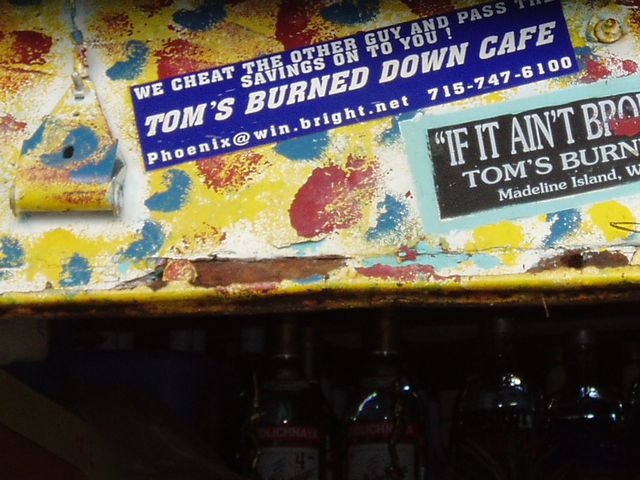 WE CHEAT THE OTHER GUY AND PASS THE
SAVINGS ON TO YOU !
TOM'S BURNED DOWN CAFE
Phoenix@win.bright.net 715-747-6100
"IF IT AIN'T BRO
TOM'S BURN
Madeline Island, W